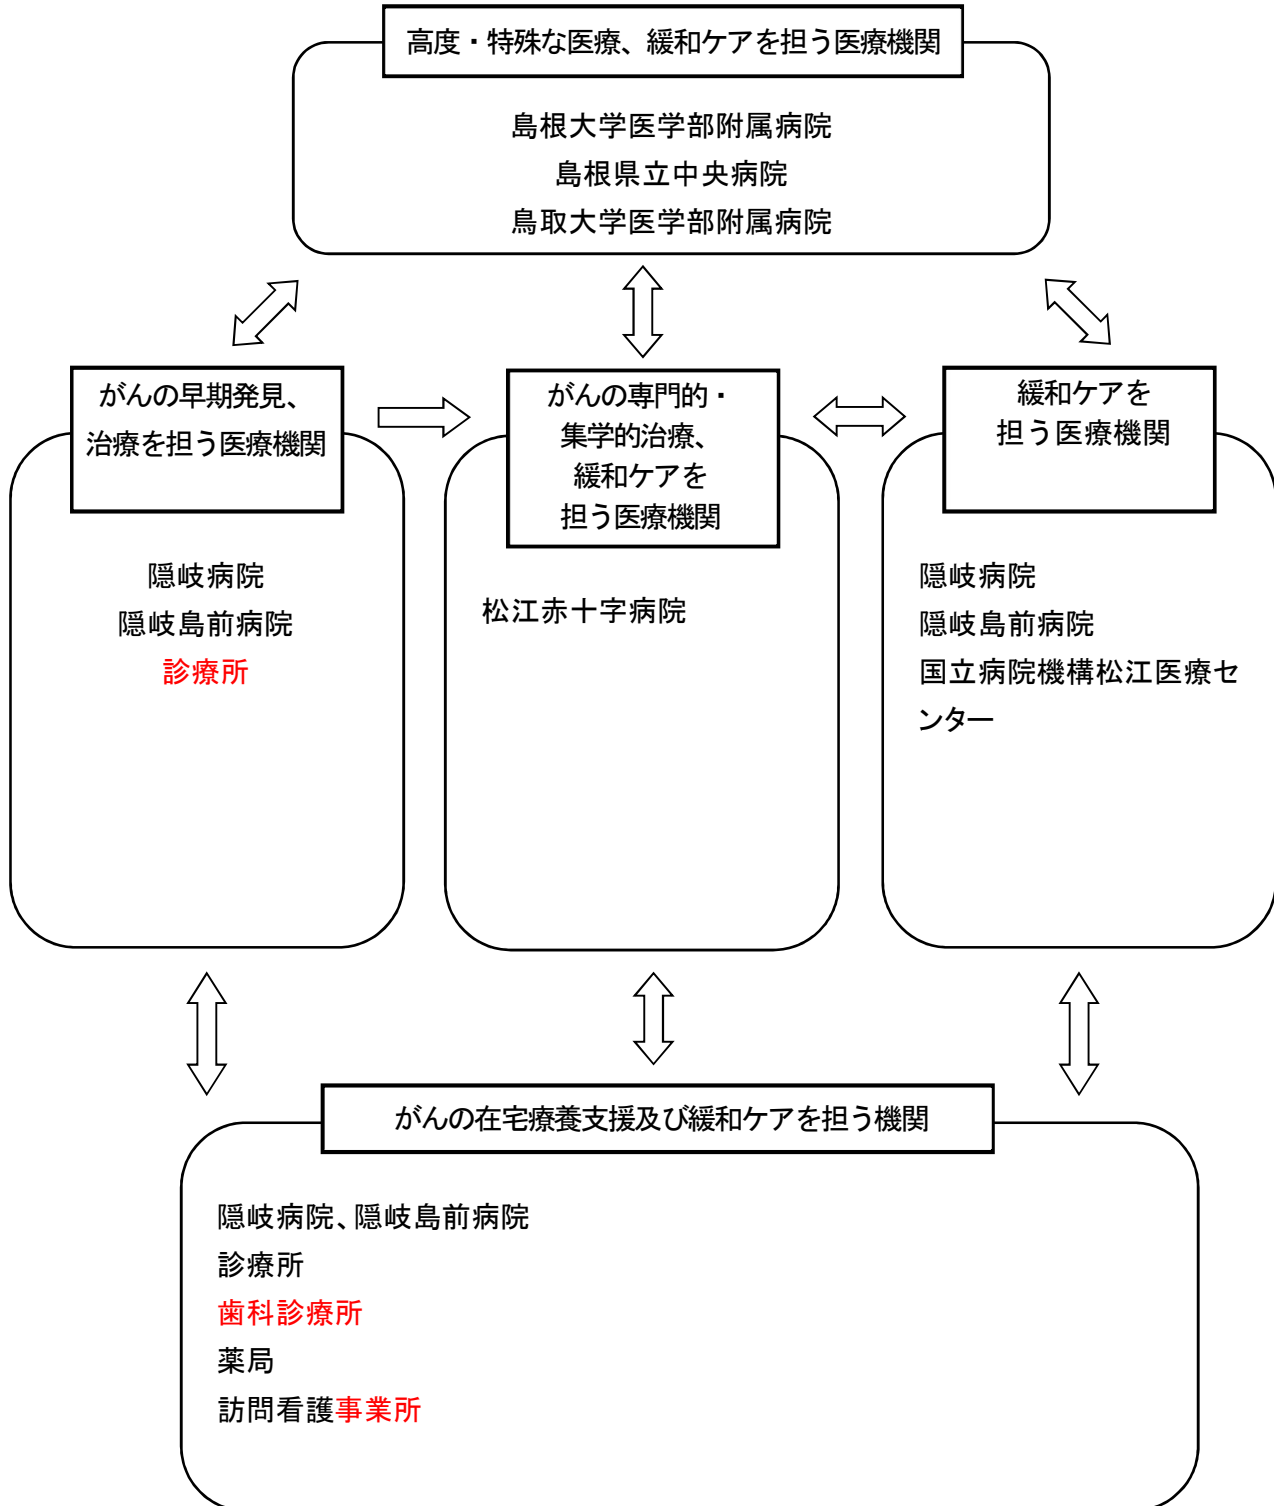 高度・特殊な医療、緩和ケアを担う医療機関
島根大学医学部附属病院
島根県立中央病院
鳥取大学医学部附属病院
がんの早期発見、
治療を担う医療機関
隠岐病院
隠岐島前病院
診療所
がんの専門的・
集学的治療、
緩和ケアを
担う医療機関
松江赤十字病院
緩和ケアを
担う医療機関
隠岐病院
隠岐島前病院
国立病院機構松江医療セ
ンター
がんの在宅療養支援及び緩和ケアを担う機関
隠岐病院、隠岐島前病院
診療所
歯科診療所
薬局
訪問看護事業所